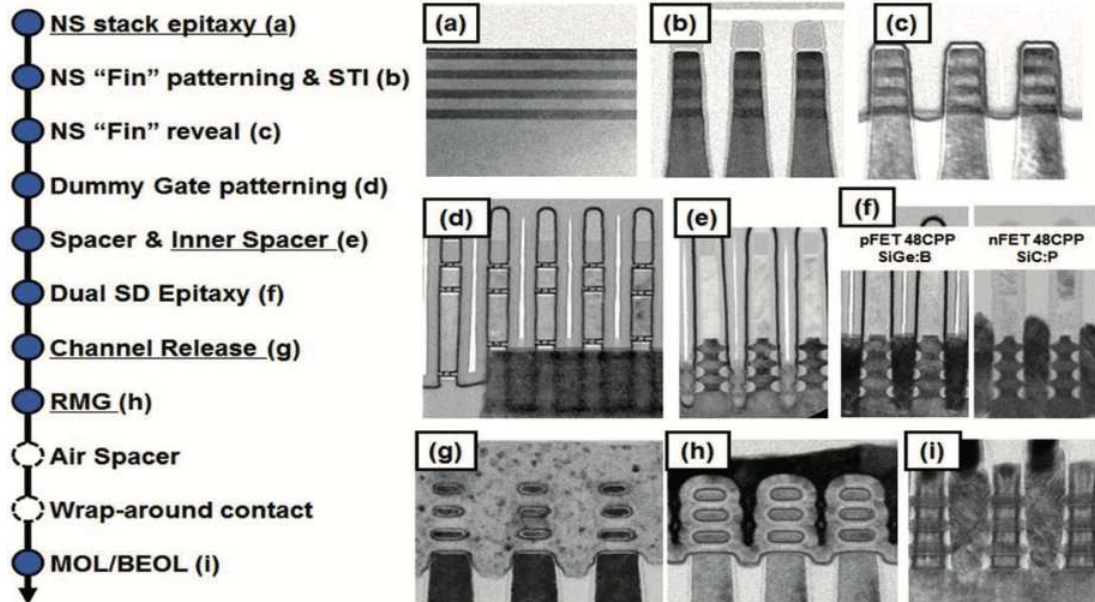 NS stack epitaxy (a)
NS “Fin” patterning & STI (b)
NS “Fin” reveal (c)
Dummy Gate patterning (d)
Spacer & Inner Spacer (e)
Dual SD Epitaxy (f)
Channel Release (g)
RMG (h)
Air Spacer
Wrap-around contact
MOL/BEOL (i)
(a)
(b)
(c)
(d)
(e)
(f)
pFET 48CPP
SiGe:B
nFET 48CPP
SiC:P
(g)
(h)
(i)